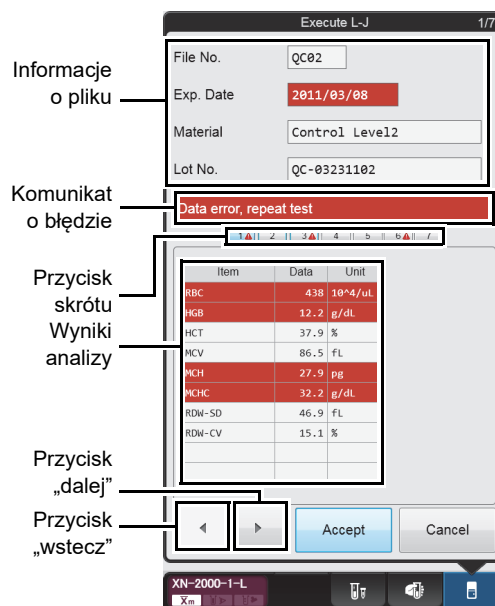 Execute L-J 1/7
Informacje
o pliku
File No. QC02
Exp. Date 2011/03/08
Material Control Level2
Lot No. QC-03231102
Komunikat
o błędzie
Data error, repeat test
1 2 3 4 5 6 7
Przycisk
skrótu
Wyniki
analizy
Item Data Unit
RBC 438 10^4/uL
HGB 12.2 g/dL
HCT 37.9 %
MCV 86.5 fL
MCH 27.9 pg
MCHC 32.2 g/dL
RDW-SD 46.9 fL
RDW-CV 15.1 %
Przycisk
„dalej”
Przycisk
„wstecz”
Accept Cancel
XN-2000-1-L
Xm